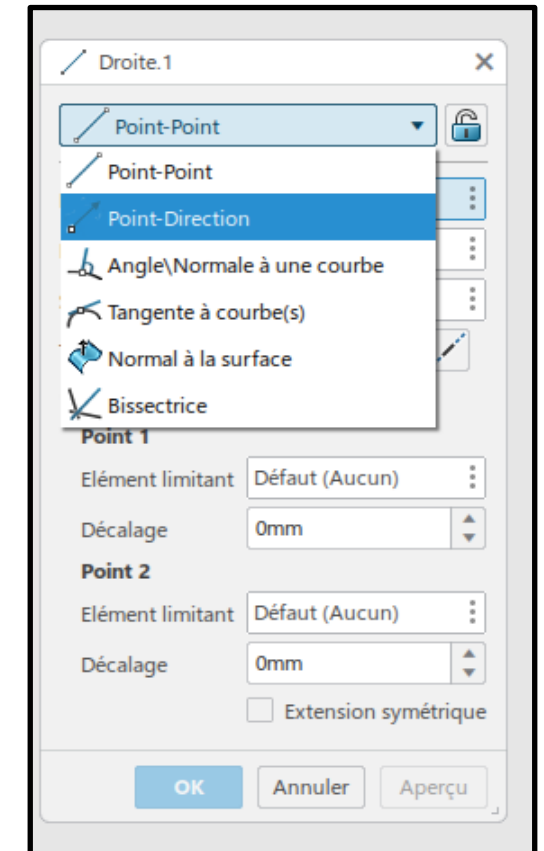 Droite.1
Point-Point
Point-Point
Point-Direction
Angle\Normale à une courbe
Tangente à courbe(s)
Normal à la surface
Bissectrice
Point 1
Elément limitant Défaut (Aucun)
Décalage 0mm
Point 2
Elément limitant Défaut (Aucun)
Décalage 0mm
Extension symétrique
OK Annuler Aperçu